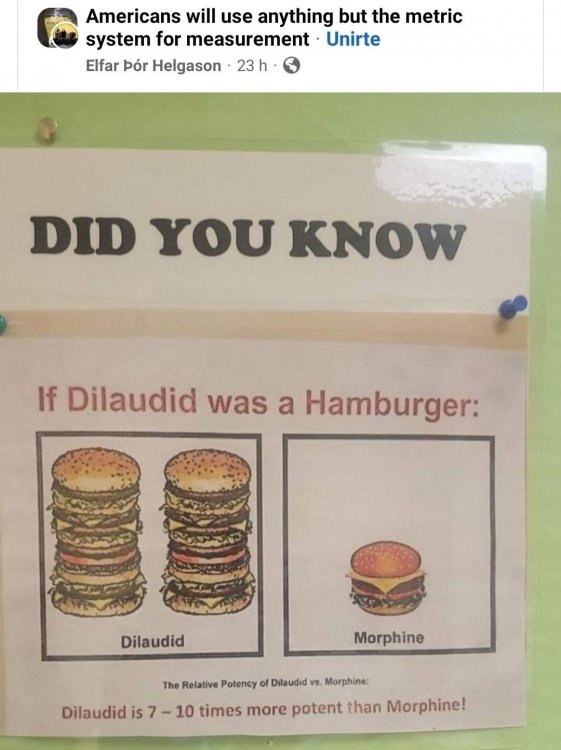 Americans will use anything but the metric
system for measurement · Unirte
Elfar Þór Helgason · 23 h ·
DID YOU KNOW
If Dilaudid was a Hamburger:
Dilaudid
Morphine
The Relative Potency of Dilaudid vs. Morphine:
Dilaudid is 7 – 10 times more potent than Morphine!